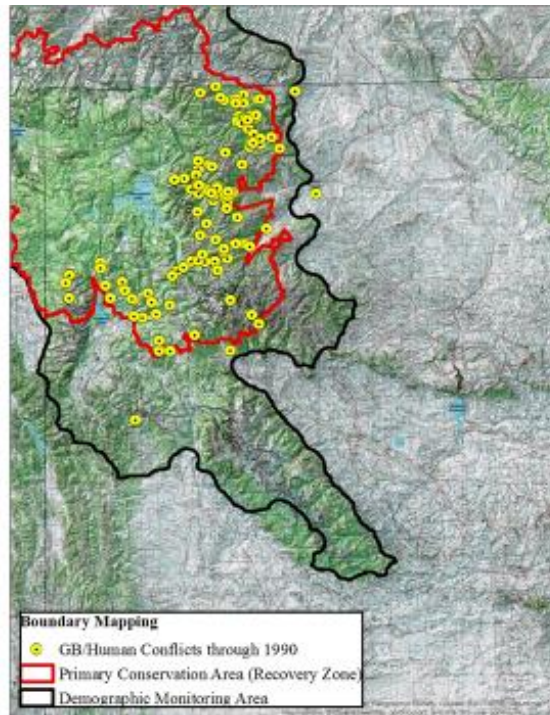 Boundary Mapping
GB/Human Conflicts through 1990
Primary Conservation Area (Recovery Zone)
Demographic Monitoring Area